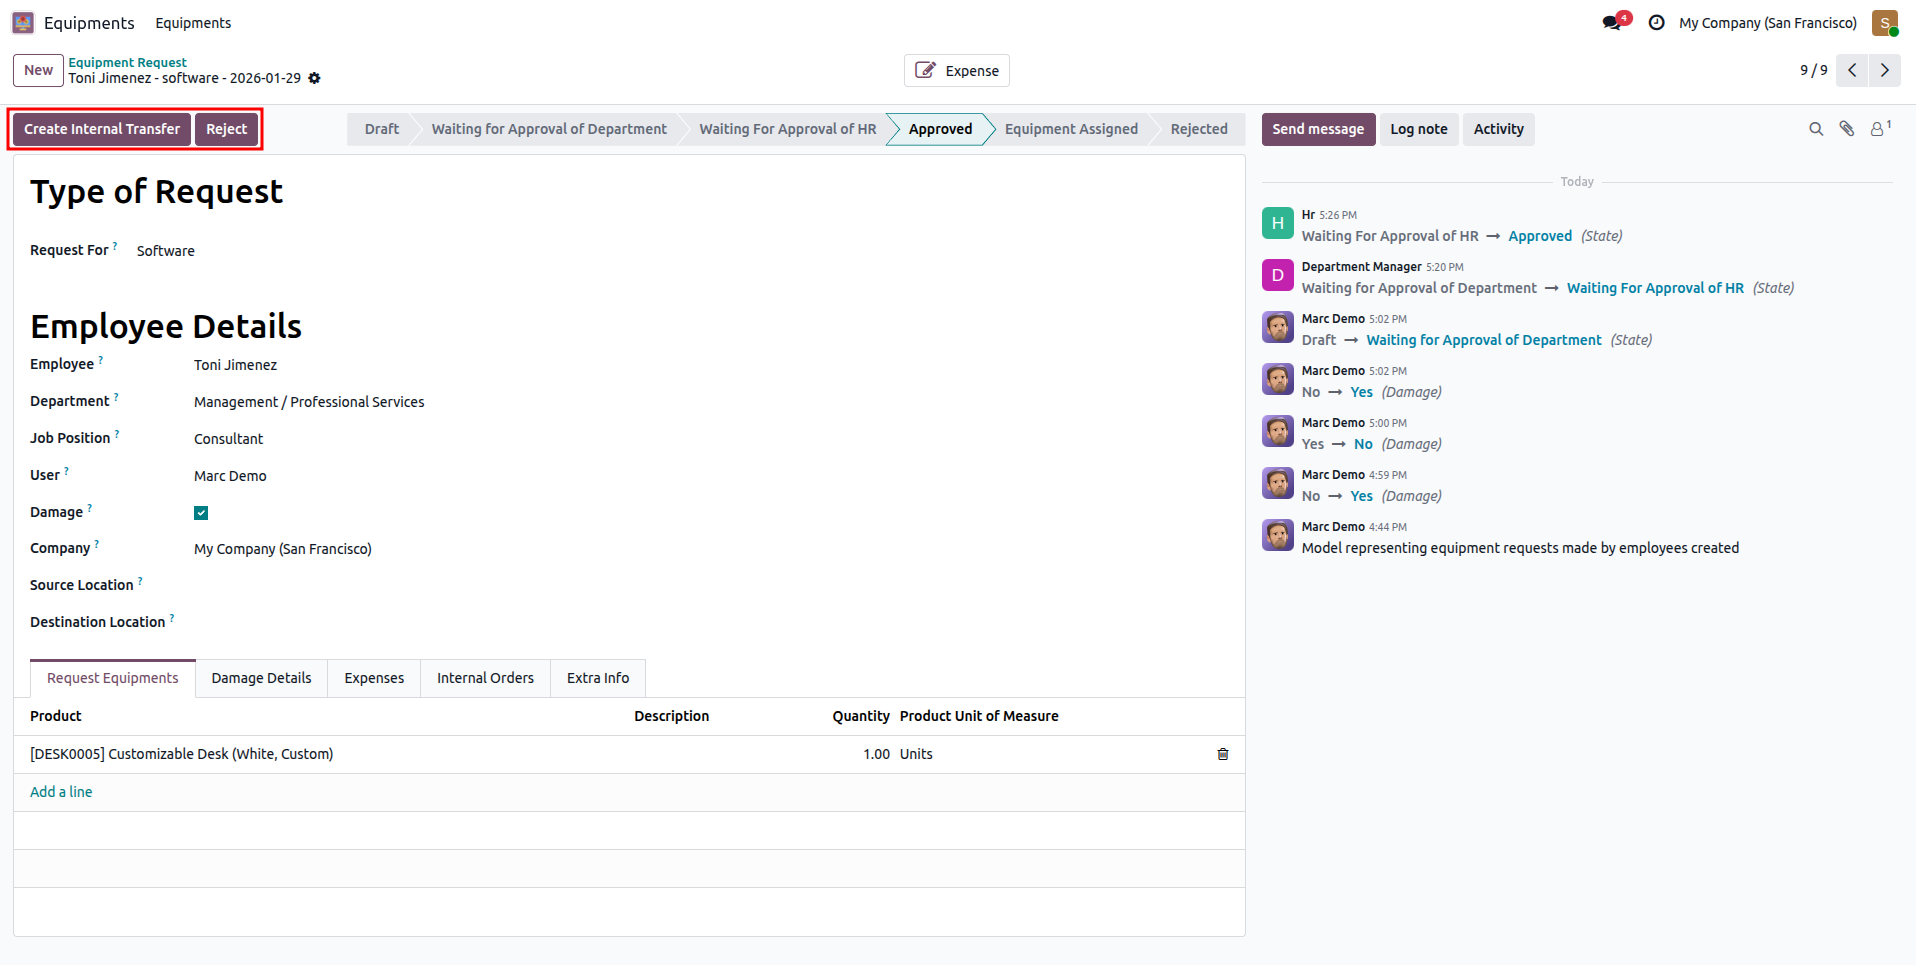 Equipments Equipments
4 My Company (San Francisco) S
New Equipment Request
Toni Jimenez - software - 2026-01-29
Expense
9 / 9
Create Internal Transfer Reject
Draft Waiting for Approval of Department Waiting For Approval of HR Approved Equipment Assigned Rejected
Send message Log note Activity 1
Type of Request
Request For ? Software
Employee Details
Employee ? Toni Jimenez
Department ? Management / Professional Services
Job Position ? Consultant
User ? Marc Demo
Damage ?
Company ? My Company (San Francisco)
Source Location ?
Destination Location ?
Request Equipments Damage Details Expenses Internal Orders Extra Info
Product Description Quantity Product Unit of Measure
[DESK0005] Customizable Desk (White, Custom) 1.00 Units
Add a line
Today
H Hr 5:26 PM
Waiting For Approval of HR → Approved (State)
D Department Manager 5:20 PM
Waiting for Approval of Department → Waiting For Approval of HR (State)
Marc Demo 5:02 PM
Draft → Waiting for Approval of Department (State)
Marc Demo 5:02 PM
No → Yes (Damage)
Marc Demo 5:00 PM
Yes → No (Damage)
Marc Demo 4:59 PM
No → Yes (Damage)
Marc Demo 4:44 PM
Model representing equipment requests made by employees created